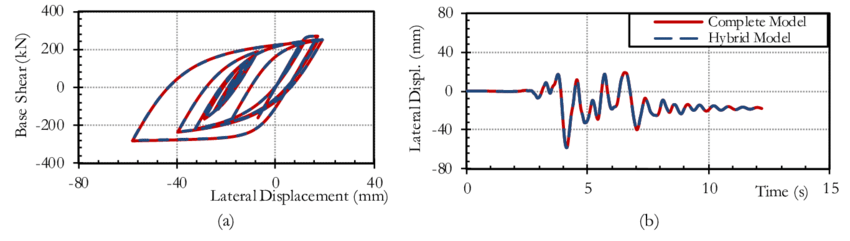 400
200
0
-200
-400
Base Shear (kN)
-80
-40
0
40
Lateral Displacement (mm)
(a)
80
40
0
-40
-80
Lateral Displ. (mm)
Complete Model
Hybrid Model
0
5
10
15
Time (s)
(b)